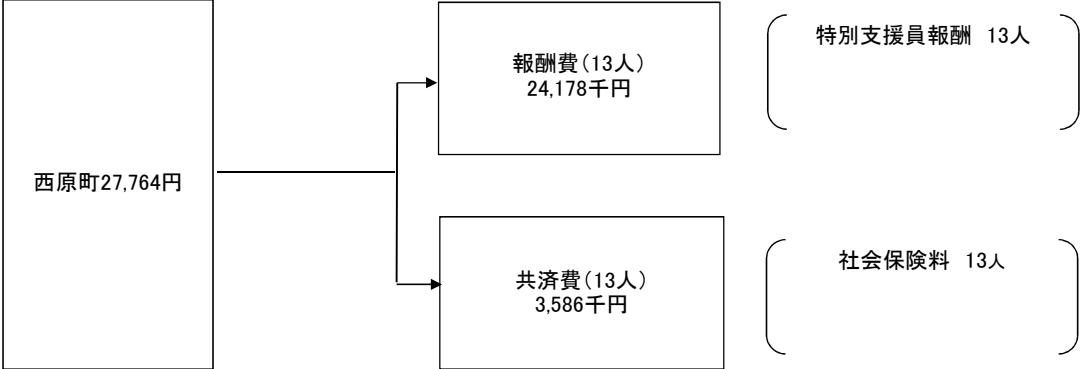 西原町27,764円
報酬費(13人)
24,178千円
特別支援員報酬 13人
共済費(13人)
3,586千円
社会保険料 13人